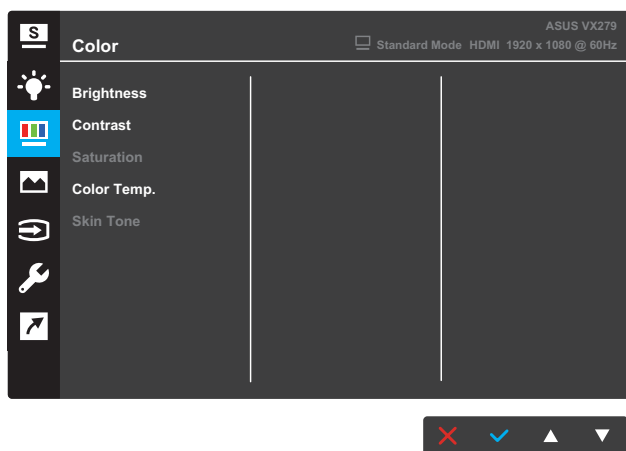 S
ASUS VX279
Color
Standard Mode HDMI 1920 x 1080 @ 60Hz
Brightness
Contrast
Saturation
Color Temp.
Skin Tone